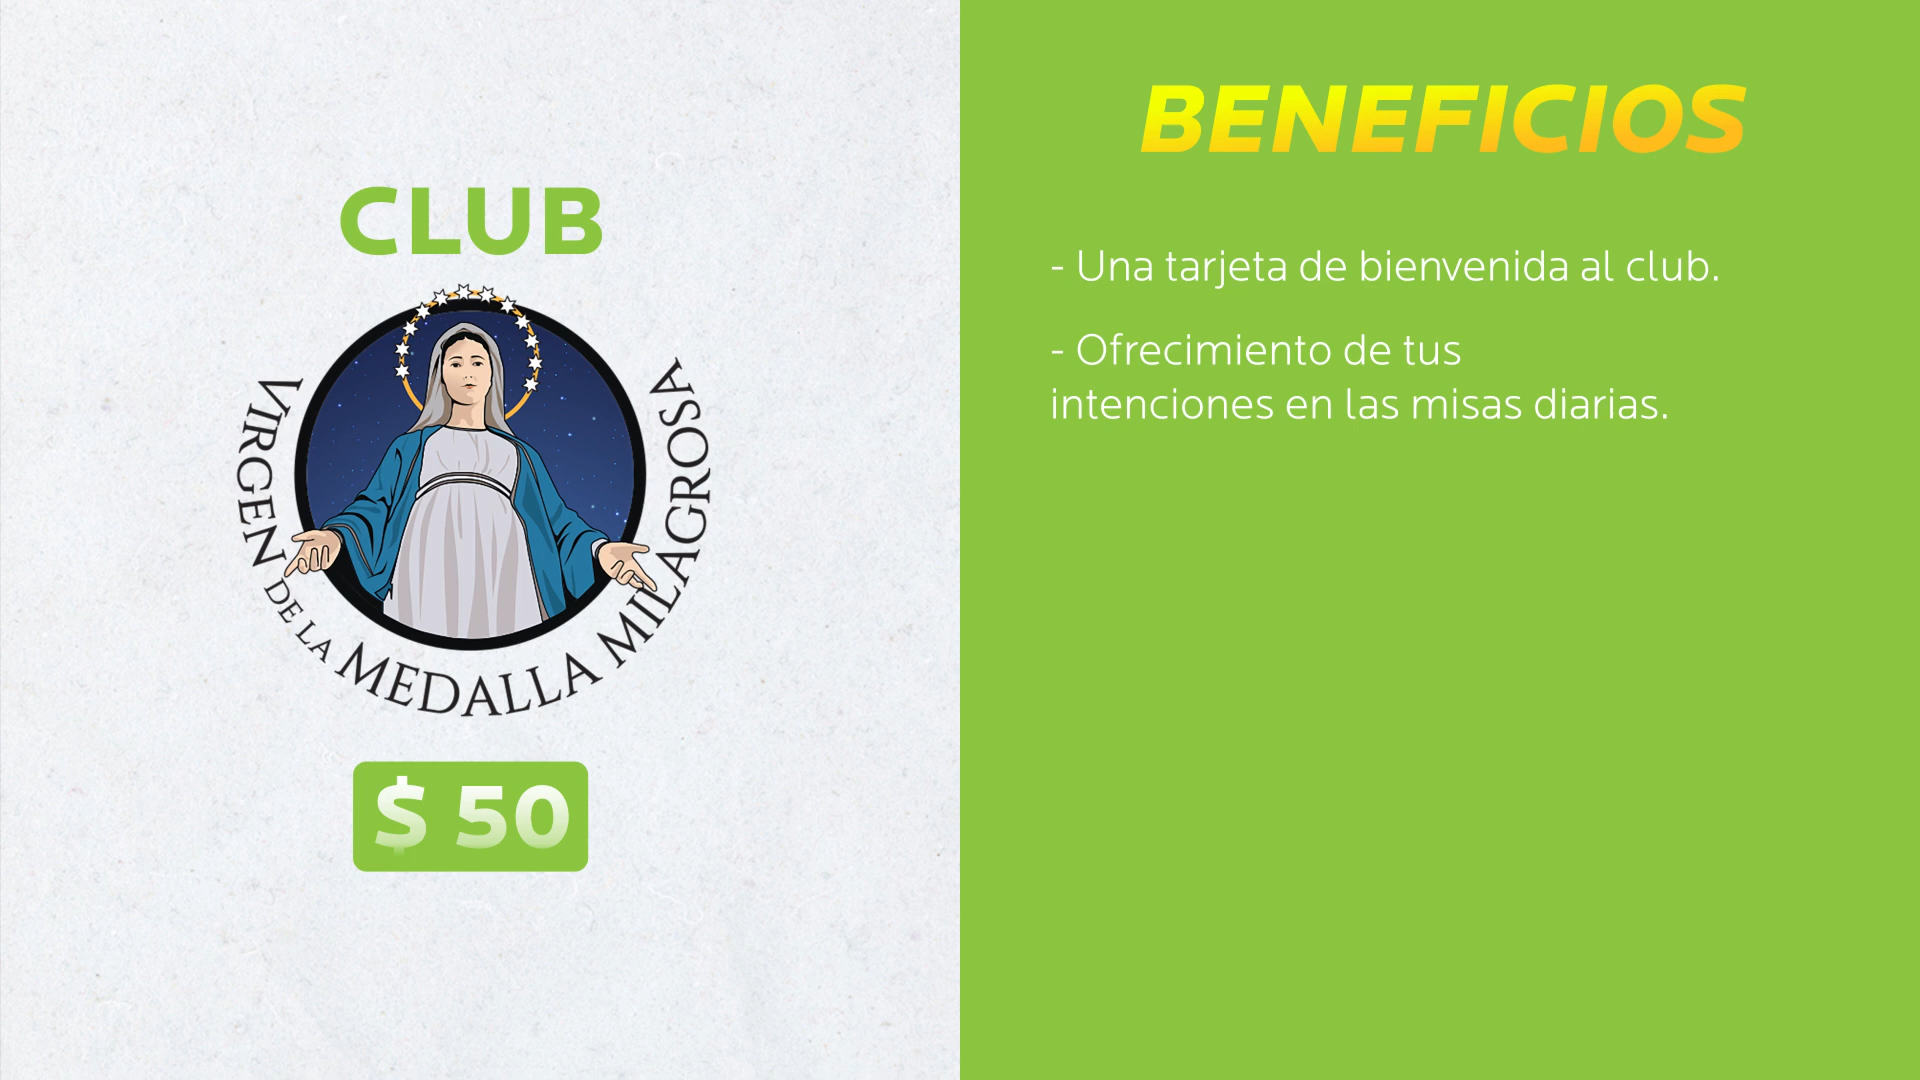 CLUB
VIRGEN DE LA MEDALLA MILAGROSA
$ 50
BENEFICIOS
- Una tarjeta de bienvenida al club.
- Ofrecimiento de tus
intenciones en las misas diarias.